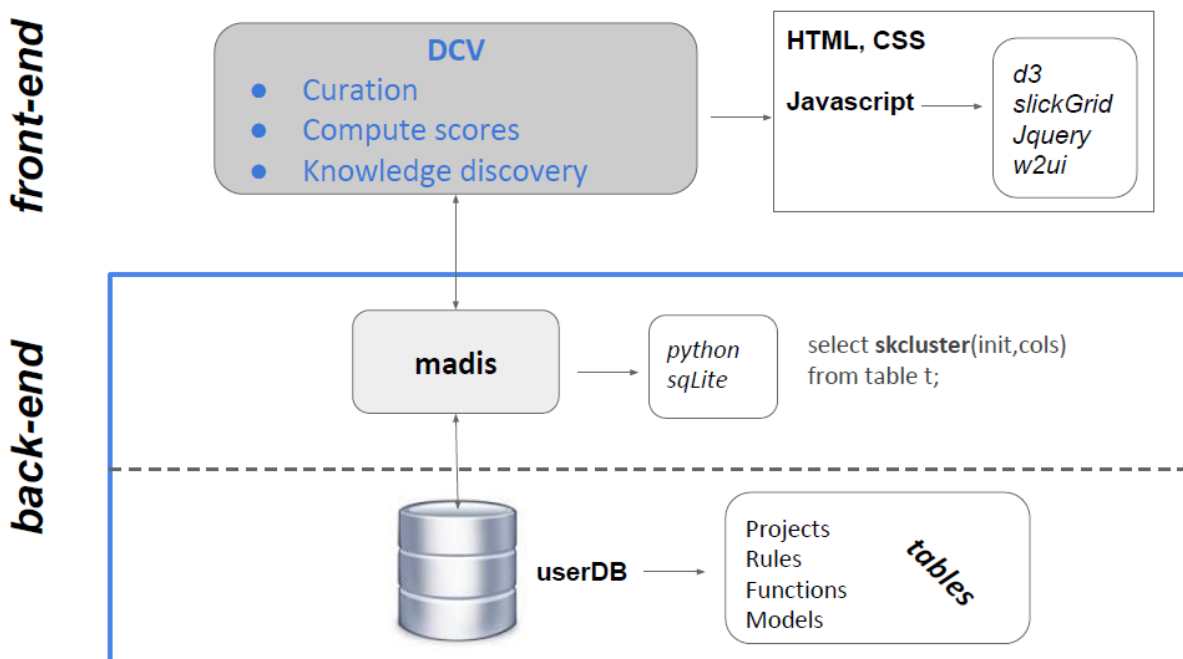 front-end
DCV
● Curation
● Compute scores
● Knowledge discovery
HTML, CSS
Javascript
d3
slickGrid
Jquery
w2ui
back-end
madis
python
sqLite
select skcluster(init,cols)
from table t;
userDB
Projects
Rules
Functions
Models
tables